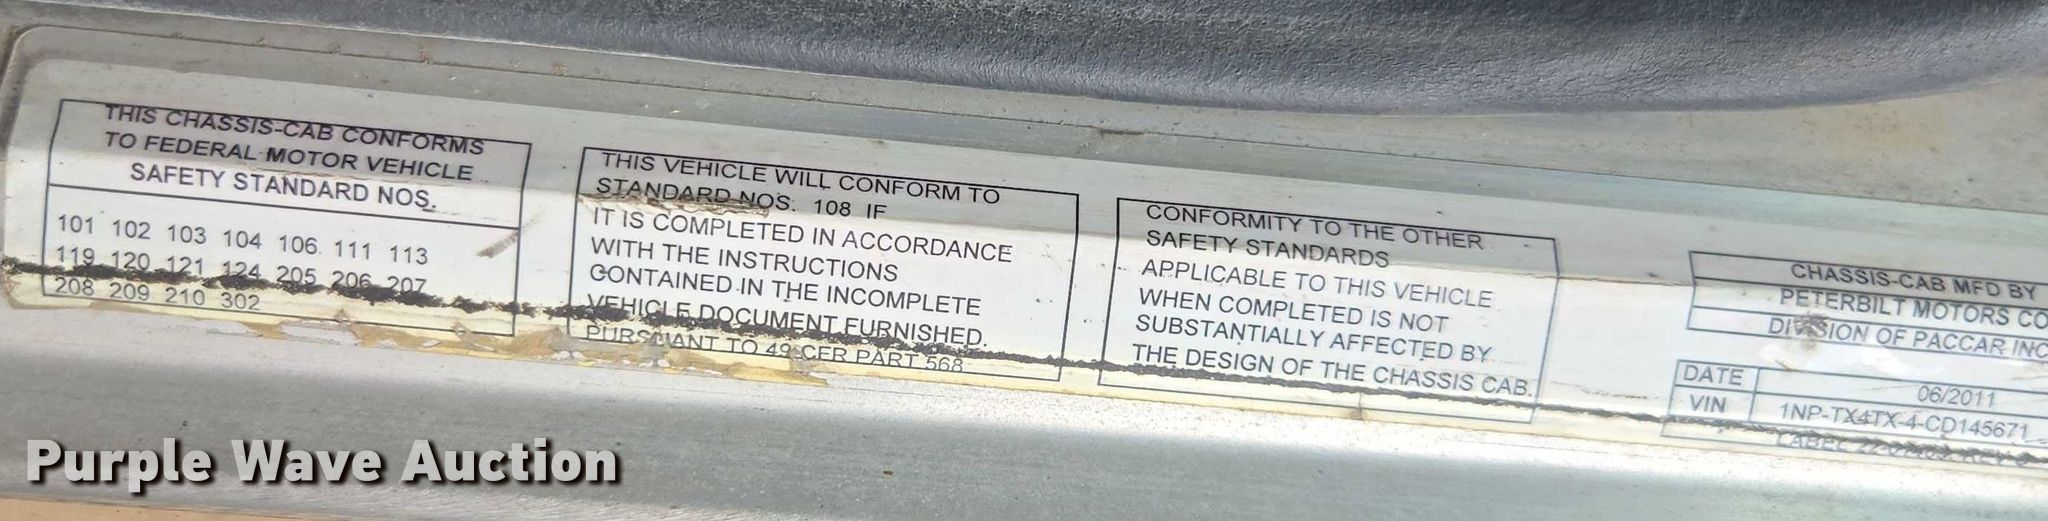 THIS CHASSIS-CAB CONFORMS
TO FEDERAL MOTOR VEHICLE
SAFETY STANDARD NOS.
101 102 103 104 106 111 113
119 120 121 124 205 206 207
208 209 210 302
THIS VEHICLE WILL CONFORM TO
STANDARD NOS. 108 IF
IT IS COMPLETED IN ACCORDANCE
WITH THE INSTRUCTIONS
CONTAINED IN THE INCOMPLETE
VEHICLE DOCUMENT FURNISHED.
PURSUANT TO 49 CFR PART 568
CONFORMITY TO THE OTHER
SAFETY STANDARDS
APPLICABLE TO THIS VEHICLE
WHEN COMPLETED IS NOT
SUBSTANTIALLY AFFECTED BY
THE DESIGN OF THE CHASSIS CAB.
CHASSIS-CAB MFD BY
PETERBILT MOTORS CO
DIVISION OF PACCAR INC
DATE 06/2011
VIN 1NP-TX4TX-4-CD145671
LABEL
Purple Wave Auction